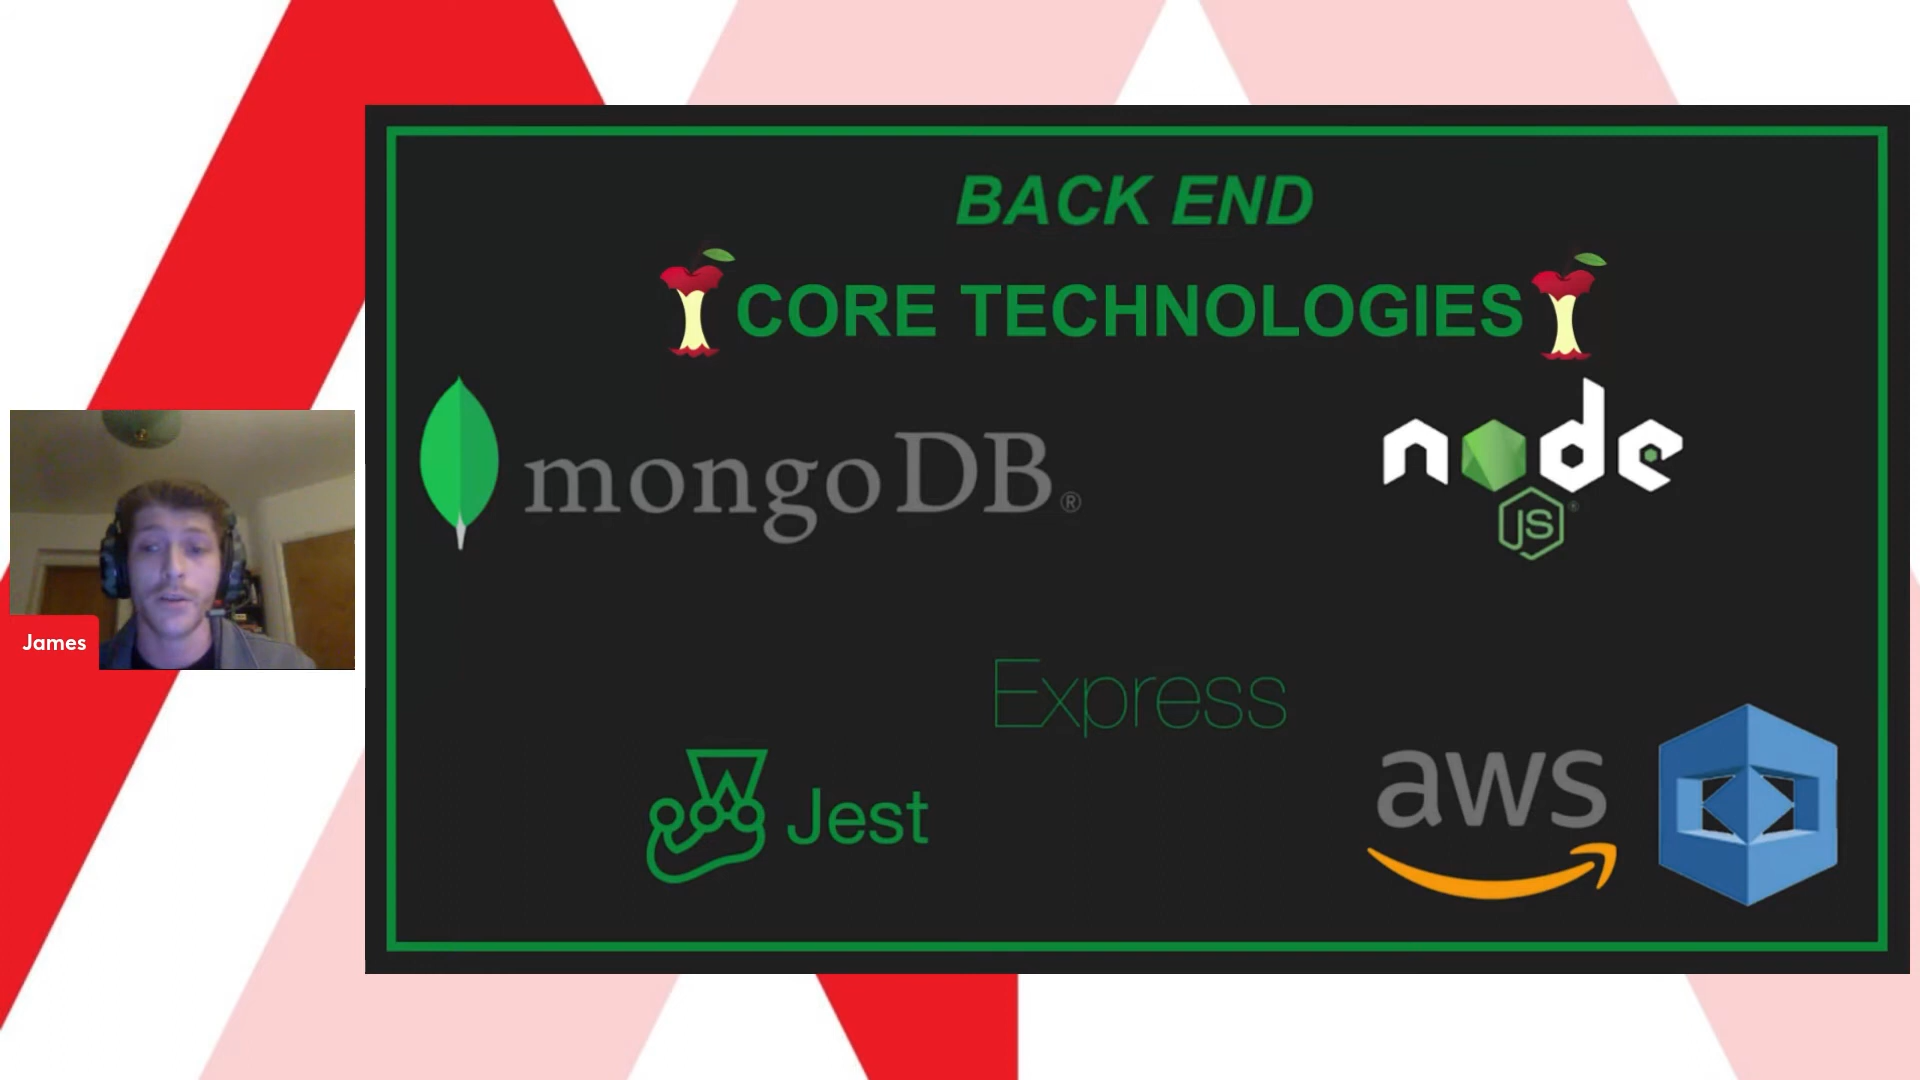 BACK END
CORE TECHNOLOGIES
mongoDB®
node
JS®
James
Express
Jest
aws